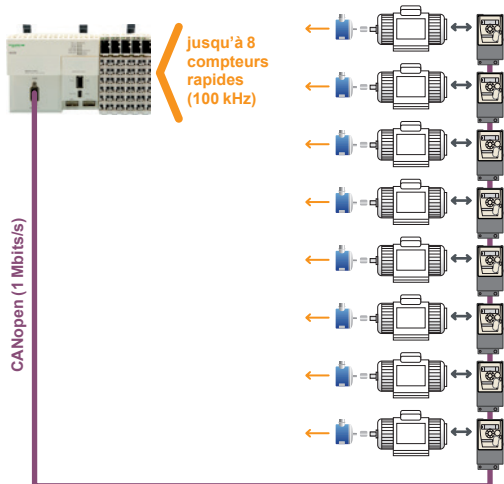 jusqu'à 8
compteurs
rapides
(100 kHz)
CANopen (1 Mbits/s)